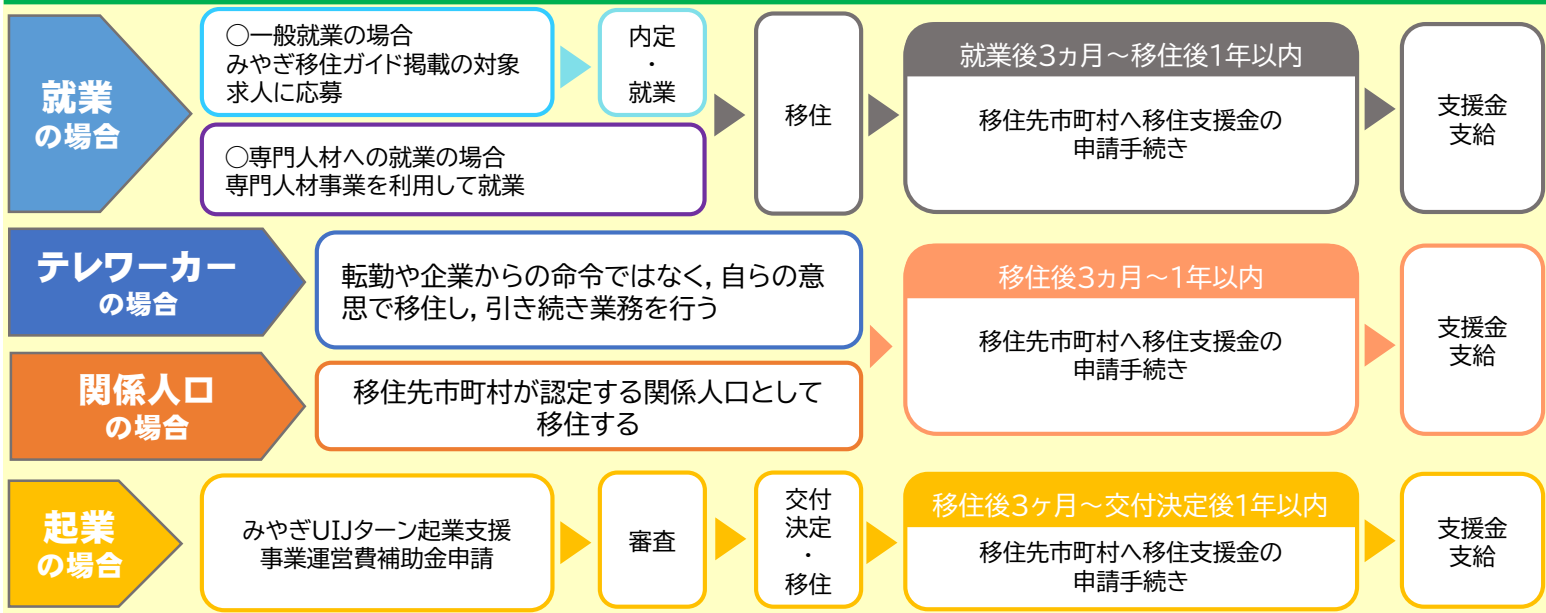 就業
の場合
○一般就業の場合
みやぎ移住ガイド掲載の対象
求人に応募
内定
・
就業
○専門人材への就業の場合
専門人材事業を利用して就業
移住
就業後3ヵ月～移住後1年以内
移住先市町村へ移住支援金の
申請手続き
支援金
支給
テレワーカー
の場合
転勤や企業からの命令ではなく，自らの意
思で移住し，引き続き業務を行う
関係人口
の場合
移住先市町村が認定する関係人口として
移住する
移住後3ヵ月～1年以内
移住先市町村へ移住支援金の
申請手続き
支援金
支給
起業
の場合
みやぎUIJターン起業支援
事業運営費補助金申請
審査
交付
決定
・
移住
移住後3ヶ月～交付決定後1年以内
移住先市町村へ移住支援金の
申請手続き
支援金
支給